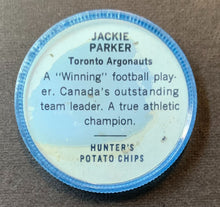 JACKIE
PARKER
Toronto Argonauts
A "Winning" football play-
er. Canada's outstanding
team leader. A true athletic
champion.
HUNTER'S
POTATO CHIPS